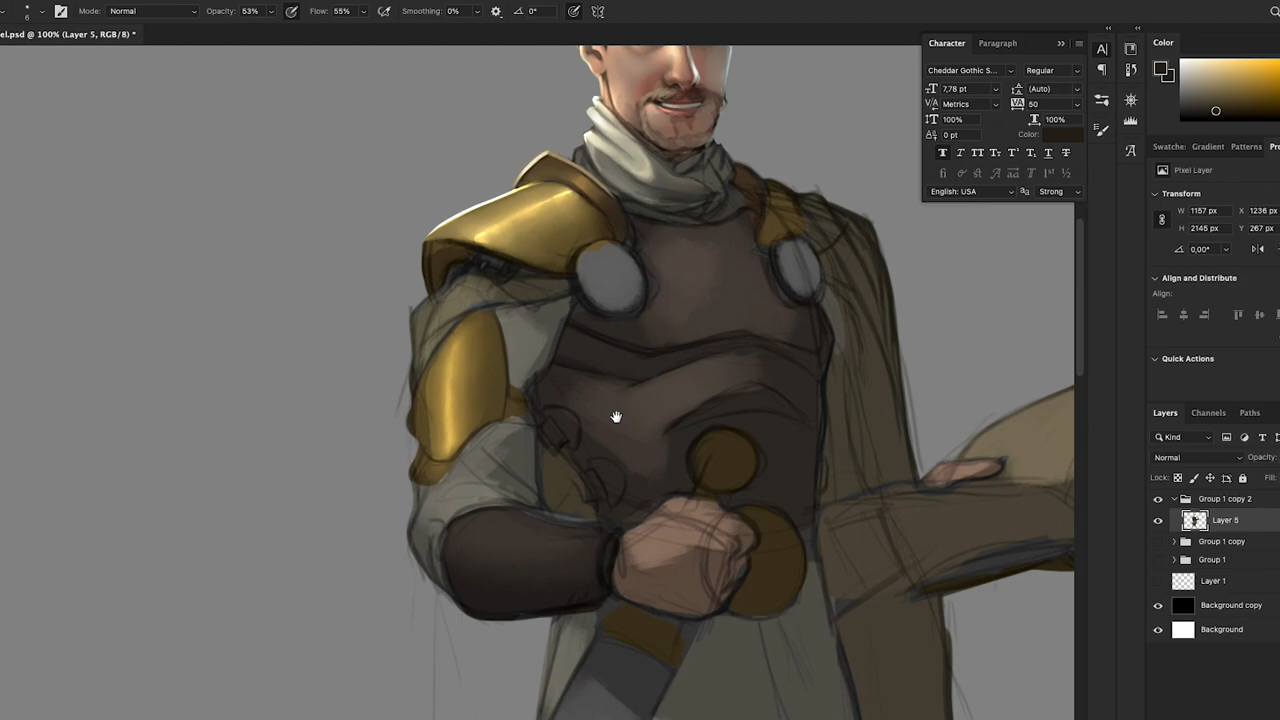 6 Mode: Normal Opacity: 53% Flow: 55% Smoothing: 0% 0°
el.psd @ 100% (Layer 5, RGB/8) *
Character Paragraph
Cheddar Gothic S... Regular
7,78 pt (Auto)
Metrics 50
100% 100%
0 pt Color:
English: USA Strong
Color
Swatche: Gradient Patterns Pro
Pixel Layer
Transform
W 1157 px X 1236 px
H 2145 px Y 267 px
0,00°
Align and Distribute
Align:
Quick Actions
Layers Channels Paths
Kind
Normal Opacity:
Lock: Fill:
Group 1 copy 2
Layer 5
Group 1 copy
Group 1
Layer 1
Background copy
Background